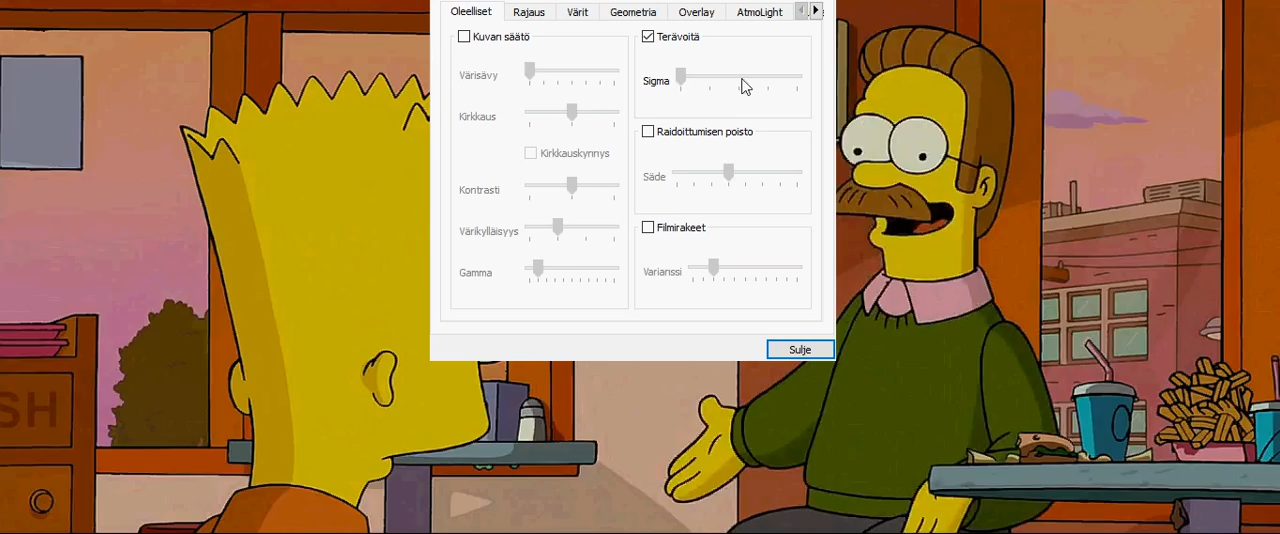 Oleelliset Rajaus Värit Geometria Overlay AtmoLight
Kuvan säätö
Värisävy
Kirkkaus
Kirkkauskynnys
Kontrasti
Värikylläisyys
Gamma
Terävöitä
Sigma
Raidoittumisen poisto
Säde
Filmirakeet
Varianssi
Sulje
SH